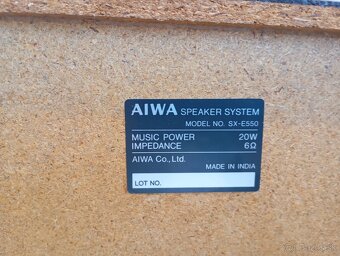 AIWA SPEAKER SYSTEM
MODEL NO. SX-E550
MUSIC POWER 20W
IMPEDANCE 6Ω
AIWA Co., Ltd.
MADE IN INDIA
LOT NO.